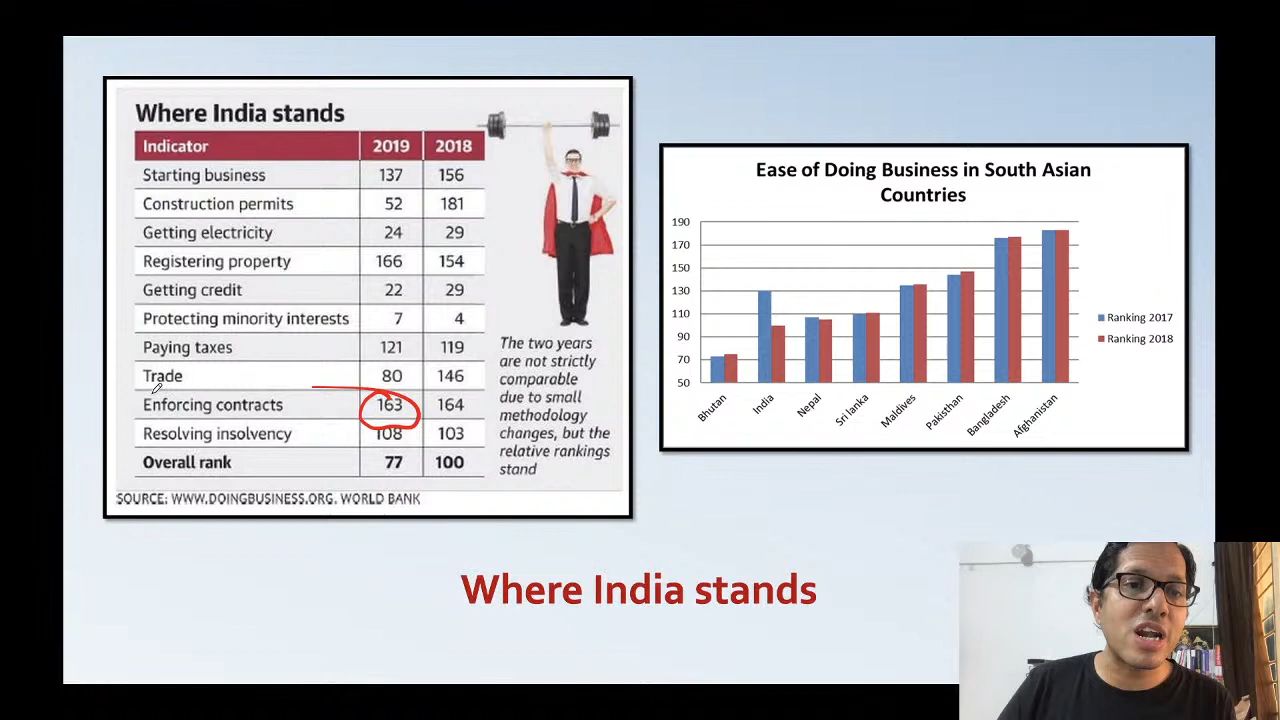 Where India stands
Indicator 2019 2018
Starting business 137 156
Construction permits 52 181
Getting electricity 24 29
Registering property 166 154
Getting credit 22 29
Protecting minority interests 7 4
Paying taxes 121 119
Trade 80 146
Enforcing contracts 163 164
Resolving insolvency 108 103
Overall rank 77 100
The two years
are not strictly
comparable
due to small
methodology
changes, but the
relative rankings
stand
SOURCE: WWW.DOINGBUSINESS.ORG. WORLD BANK
Ease of Doing Business in South Asian
Countries
190
170
150
130
110
90
70
50
Bhutan
India
Nepal
Sri lanka
Maldives
Pakisthan
Bangladesh
Afghanistan
Ranking 2017
Ranking 2018
Where India stands